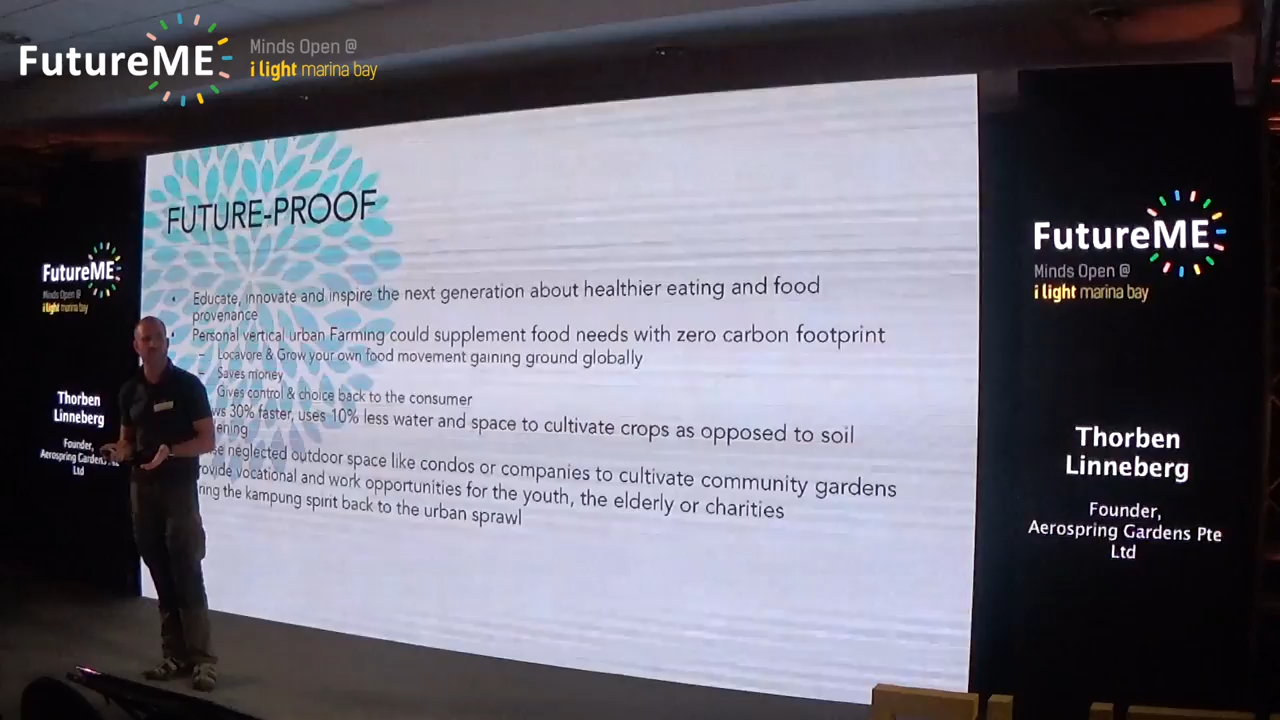 FutureME
Minds Open @
i light marina bay
FUTURE-PROOF
• Educate, innovate and inspire the next generation about healthier eating and food
provenance
• Personal vertical urban Farming could supplement food needs with zero carbon footprint
– Locavore & Grow your own food movement gaining ground globally
– Saves money
Gives control & choice back to the consumer
ws 30% faster, uses 10% less water and space to cultivate crops as opposed to soil
ening
se neglected outdoor space like condos or companies to cultivate community gardens
rovide vocational and work opportunities for the youth, the elderly or charities
ring the kampung spirit back to the urban sprawl
FutureME
Minds Open @
i light marina bay
Thorben
Linneberg
Founder,
Aerospring Gardens Pte
Ltd
FutureME
Minds Open @
i light marina bay
Thorben
Linneberg
Founder,
Aerospring Gardens Pte
Ltd